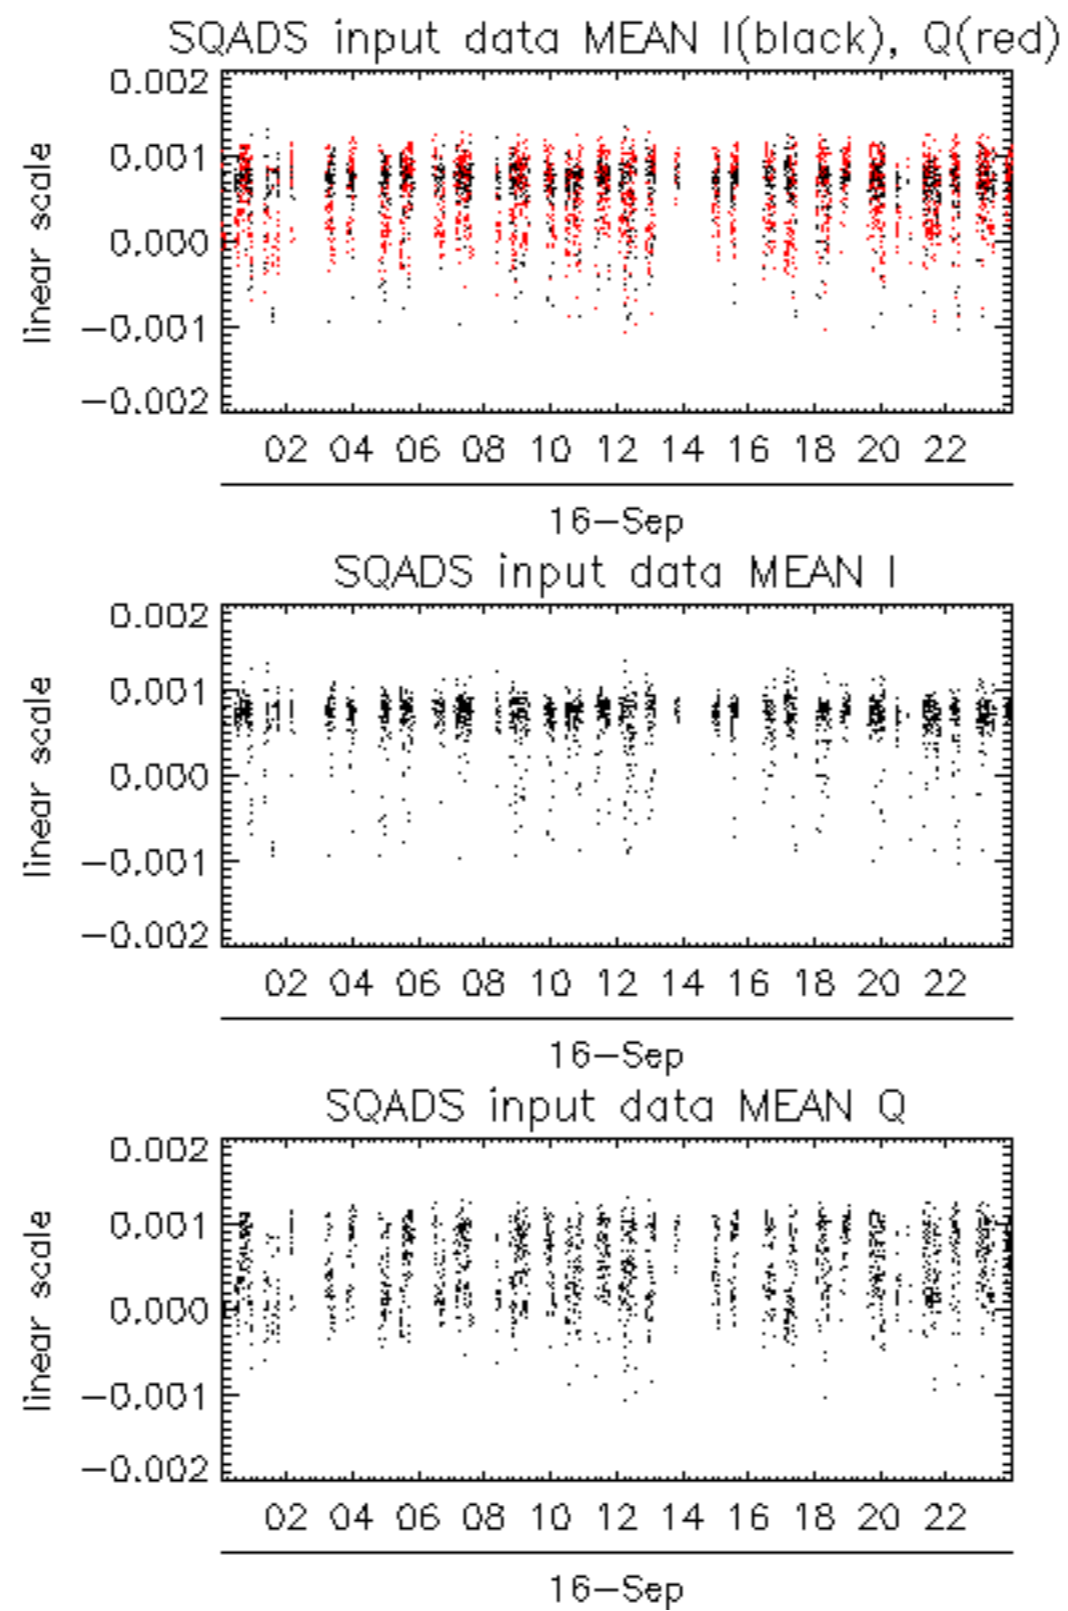 SQADS input data MEAN I(black), Q(red)
0.002
0.001
0.000
−0.001
−0.002
linear scale
02 04 06 08 10 12 14 16 18 20 22
16−Sep
SQADS input data MEAN I
0.002
0.001
0.000
−0.001
−0.002
linear scale
02 04 06 08 10 12 14 16 18 20 22
16−Sep
SQADS input data MEAN Q
0.002
0.001
0.000
−0.001
−0.002
linear scale
02 04 06 08 10 12 14 16 18 20 22
16−Sep